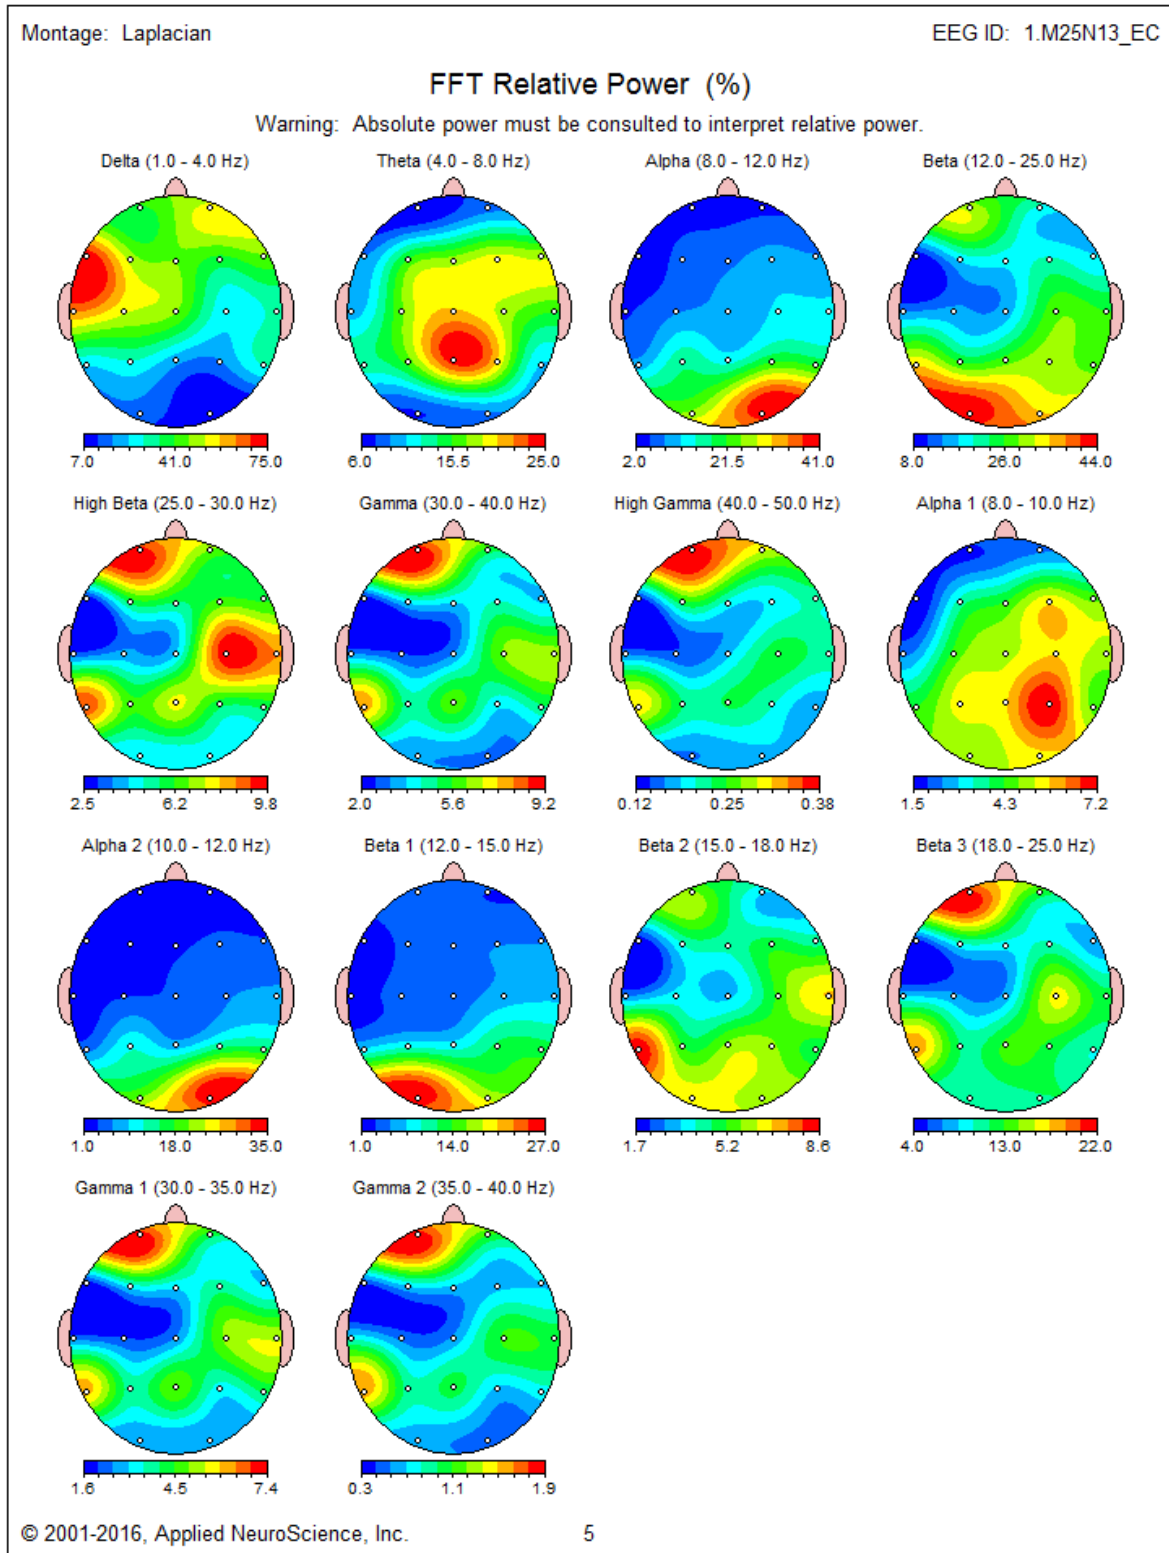 Montage: Laplacian EEG ID: 1.M25N13_EC
FFT Relative Power (%)
Warning: Absolute power must be consulted to interpret relative power.
Delta (1.0 - 4.0 Hz) Theta (4.0 - 8.0 Hz) Alpha (8.0 - 12.0 Hz) Beta (12.0 - 25.0 Hz)
7.0 41.0 75.0 6.0 15.5 25.0 2.0 21.5 41.0 8.0 26.0 44.0
High Beta (25.0 - 30.0 Hz) Gamma (30.0 - 40.0 Hz) High Gamma (40.0 - 50.0 Hz) Alpha 1 (8.0 - 10.0 Hz)
2.5 6.2 9.8 2.0 5.6 9.2 0.12 0.25 0.38 1.5 4.3 7.2
Alpha 2 (10.0 - 12.0 Hz) Beta 1 (12.0 - 15.0 Hz) Beta 2 (15.0 - 18.0 Hz) Beta 3 (18.0 - 25.0 Hz)
1.0 18.0 35.0 1.0 14.0 27.0 1.7 5.2 8.6 4.0 13.0 22.0
Gamma 1 (30.0 - 35.0 Hz) Gamma 2 (35.0 - 40.0 Hz)
1.6 4.5 7.4 0.3 1.1 1.9
© 2001-2016, Applied NeuroScience, Inc. 5